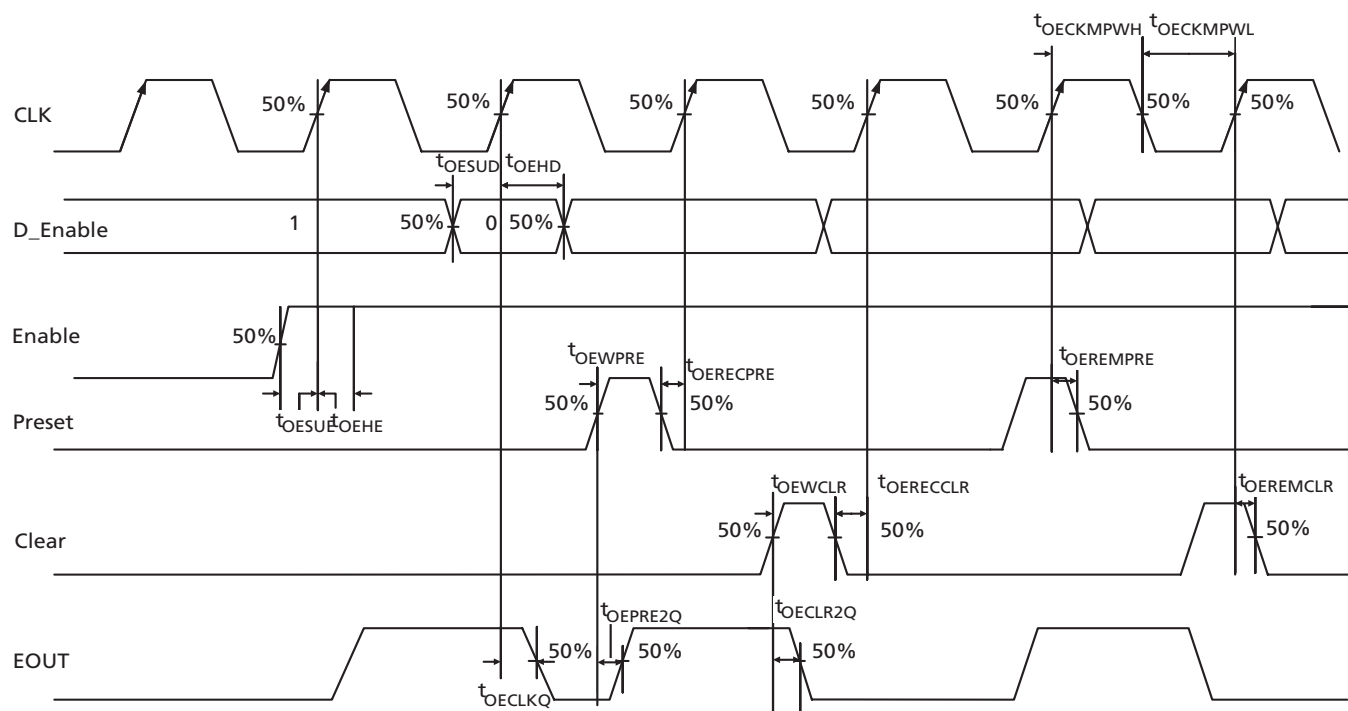 tOECKMPWH tOECKMPWL
CLK
50% 50% 50% 50% 50% 50% 50%
tOESUD tOEHD
D_Enable
1 50% 0 50%
Enable
50%
tOESUE tOEHE
tOEWPRE tOERECPRE tOEREMPRE
Preset
50% 50% 50%
tOEWCLR tOERECCLR tOEREMCLR
Clear
50% 50% 50%
tOEPRE2Q tOECLR2Q
EOUT
50% 50% 50%
tOECLKQ